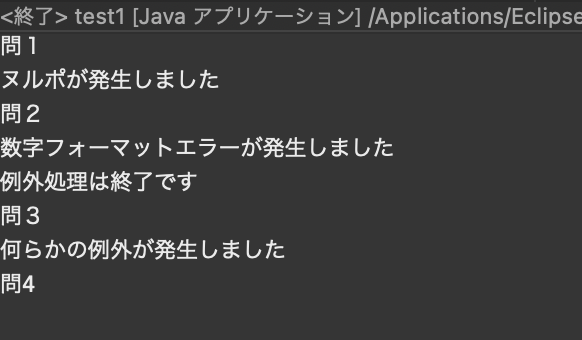 <終了> test1 [Java アプリケーション] /Applications/Eclipse
問１
ヌルポが発生しました
問２
数字フォーマットエラーが発生しました
例外処理は終了です
問３
何らかの例外が発生しました
問4